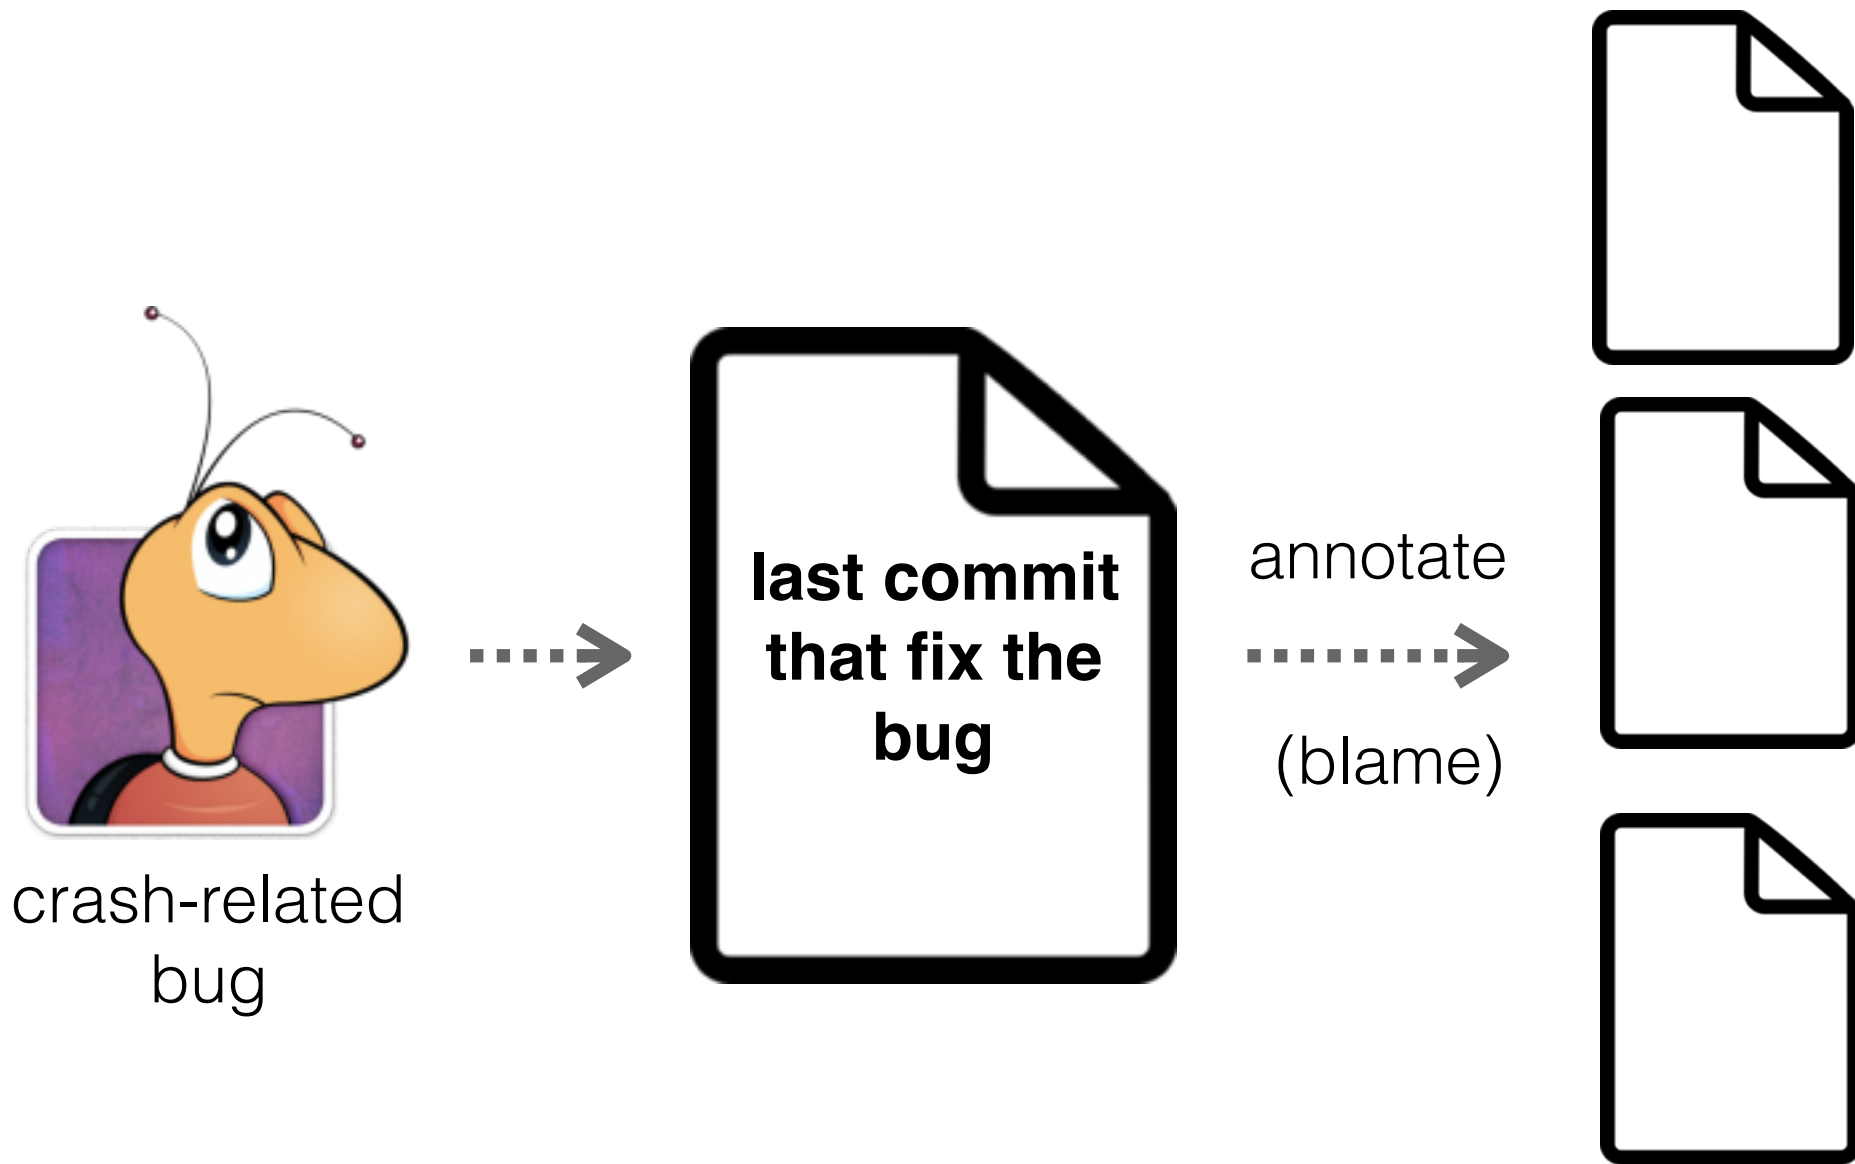 crash-related
bug
last commit
that fix the
bug
annotate
(blame)